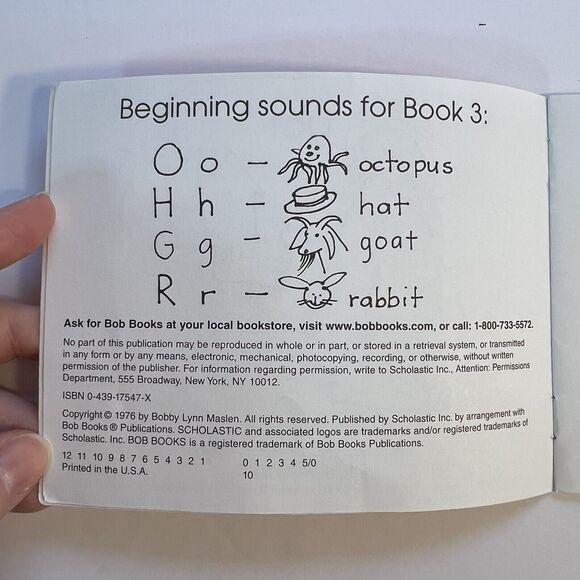 Beginning sounds for Book 3:
O o – octopus
H h – hat
G g – goat
R r – rabbit
Ask for Bob Books at your local bookstore, visit www.bobbooks.com, or call: 1-800-733-5572.
No part of this publication may be reproduced in whole or in part, or stored in a retrieval system, or transmitted
in any form or by any means, electronic, mechanical, photocopying, recording, or otherwise, without written
permission of the publisher. For information regarding permission, write to Scholastic Inc., Attention: Permissions
Department, 555 Broadway, New York, NY 10012.
ISBN 0-439-17547-X
Copyright © 1976 by Bobby Lynn Maslen. All rights reserved. Published by Scholastic Inc. by arrangement with
Bob Books ® Publications. SCHOLASTIC and associated logos are trademarks and/or registered trademarks of
Scholastic. Inc. BOB BOOKS is a registered trademark of Bob Books Publications.
12 11 10 9 8 7 6 5 4 3 2 1 0 1 2 3 4 5/0
Printed in the U.S.A. 10